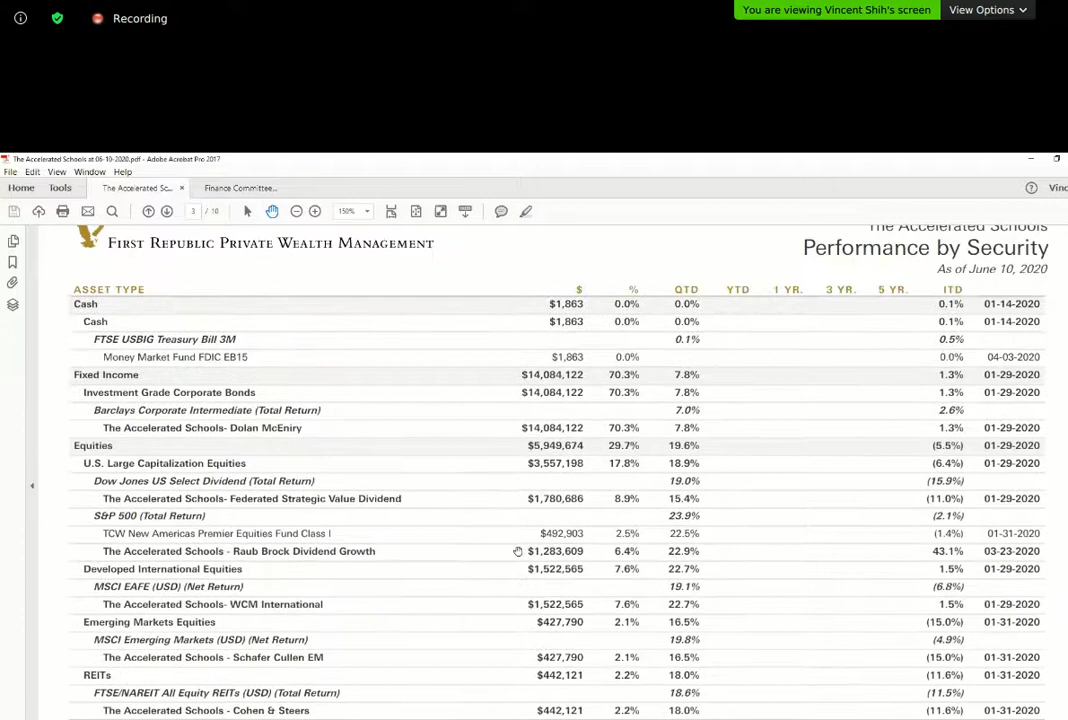 Recording
You are viewing Vincent Shih's screen View Options
The Accelerated Schools at 06-10-2020.pdf - Adobe Acrobat Pro 2017
File Edit View Window Help
Home Tools The Accelerated Sc... × Finance Committee... Vinc
3 / 10 150%
The Accelerated Schools
FIRST REPUBLIC PRIVATE WEALTH MANAGEMENT Performance by Security
As of June 10, 2020
ASSET TYPE $ % QTD YTD 1 YR. 3 YR. 5 YR. ITD
Cash $1,863 0.0% 0.0% 0.1% 01-14-2020
Cash $1,863 0.0% 0.0% 0.1% 01-14-2020
FTSE USBIG Treasury Bill 3M 0.1% 0.5%
Money Market Fund FDIC EB15 $1,863 0.0% 0.0% 04-03-2020
Fixed Income $14,084,122 70.3% 7.8% 1.3% 01-29-2020
Investment Grade Corporate Bonds $14,084,122 70.3% 7.8% 1.3% 01-29-2020
Barclays Corporate Intermediate (Total Return) 7.0% 2.6%
The Accelerated Schools- Dolan McEniry $14,084,122 70.3% 7.8% 1.3% 01-29-2020
Equities $5,949,674 29.7% 19.6% (5.5%) 01-29-2020
U.S. Large Capitalization Equities $3,557,198 17.8% 18.9% (6.4%) 01-29-2020
Dow Jones US Select Dividend (Total Return) 19.0% (15.9%)
The Accelerated Schools- Federated Strategic Value Dividend $1,780,686 8.9% 15.4% (11.0%) 01-29-2020
S&P 500 (Total Return) 23.9% (2.1%)
TCW New Americas Premier Equities Fund Class I $492,903 2.5% 22.5% (1.4%) 01-31-2020
The Accelerated Schools - Raub Brock Dividend Growth $1,283,609 6.4% 22.9% 43.1% 03-23-2020
Developed International Equities $1,522,565 7.6% 22.7% 1.5% 01-29-2020
MSCI EAFE (USD) (Net Return) 19.1% (6.8%)
The Accelerated Schools- WCM International $1,522,565 7.6% 22.7% 1.5% 01-29-2020
Emerging Markets Equities $427,790 2.1% 16.5% (15.0%) 01-31-2020
MSCI Emerging Markets (USD) (Net Return) 19.8% (4.9%)
The Accelerated Schools - Schafer Cullen EM $427,790 2.1% 16.5% (15.0%) 01-31-2020
REITs $442,121 2.2% 18.0% (11.6%) 01-31-2020
FTSE/NAREIT All Equity REITs (USD) (Total Return) 18.6% (11.5%)
The Accelerated Schools - Cohen & Steers $442,121 2.2% 18.0% (11.6%) 01-31-2020